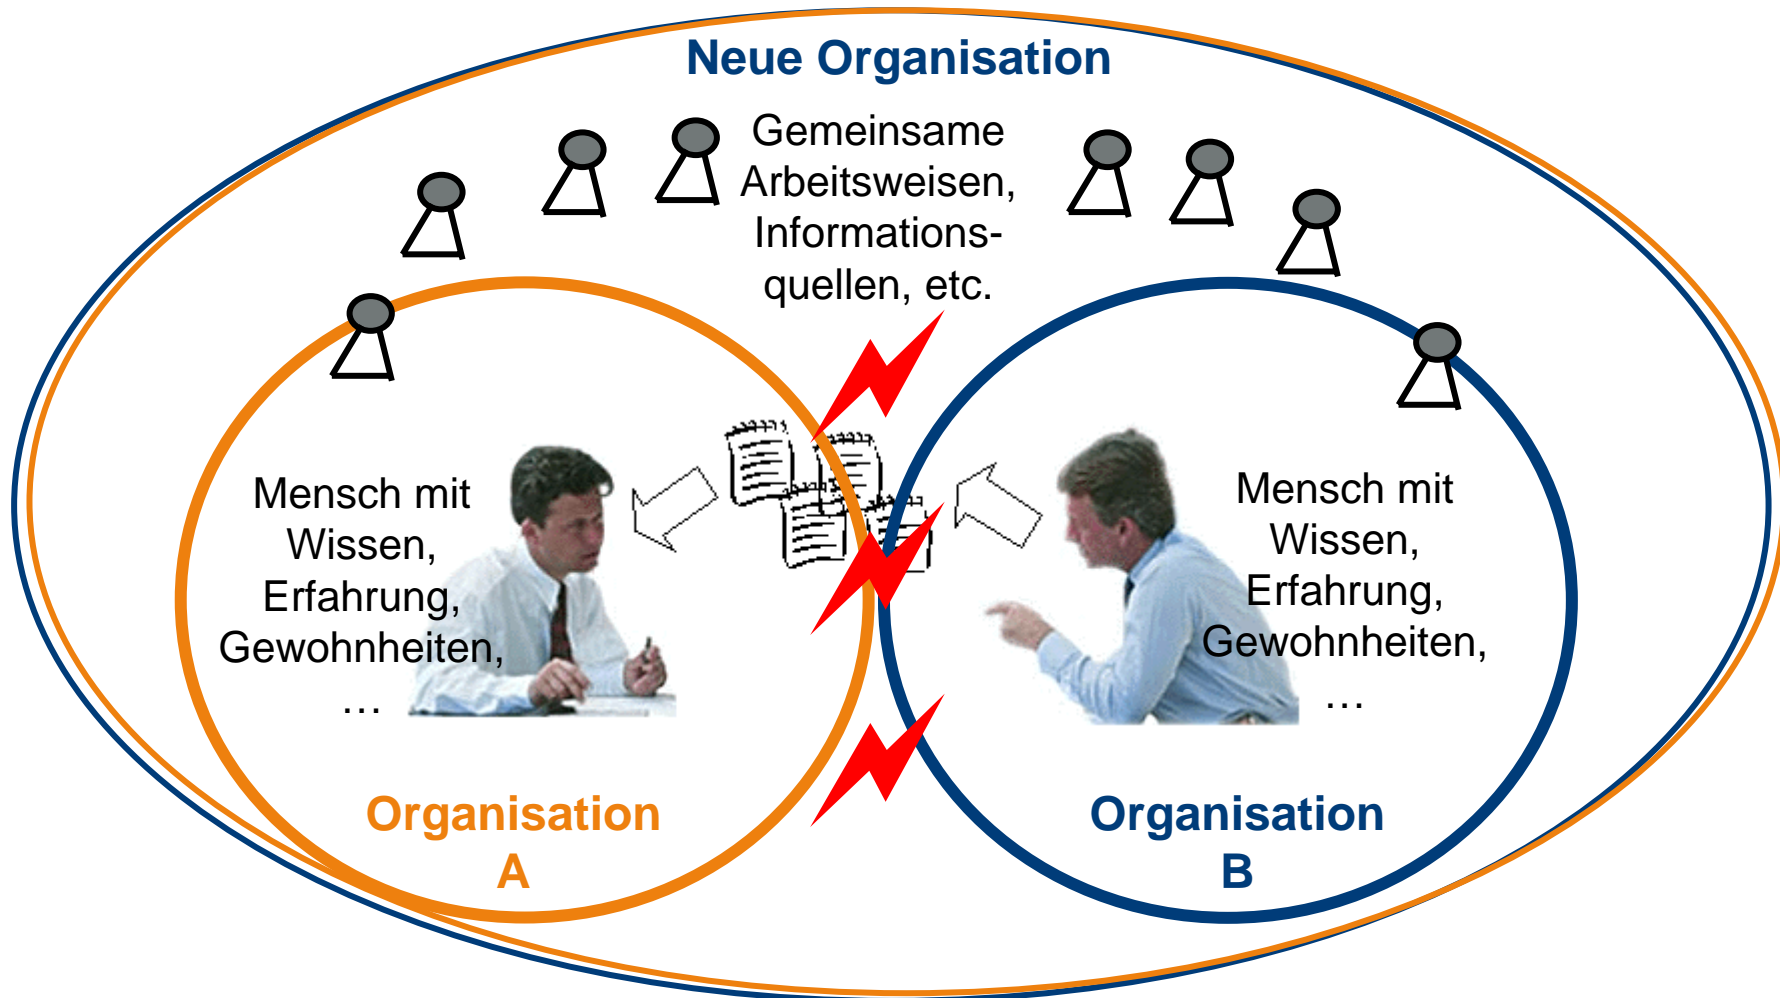 Neue Organisation
Gemeinsame
Arbeitsweisen,
Informations-
quellen, etc.
Mensch mit
Wissen,
Erfahrung,
Gewohnheiten,
…
Organisation
A
Mensch mit
Wissen,
Erfahrung,
Gewohnheiten,
…
Organisation
B